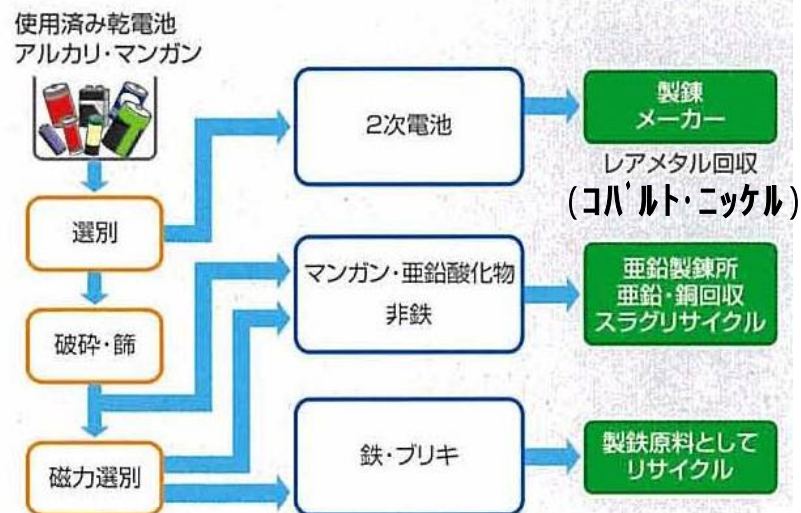 使用済み乾電池
アルカリ・マンガン
選別
破砕・篩
磁力選別
2次電池
マンガン・亜鉛酸化物
非鉄
鉄・ブリキ
製錬
メーカー
レアメタル回収
(コバルト・ニッケル)
亜鉛製錬所
亜鉛・銅回収
スラグリサイクル
製鉄原料として
リサイクル